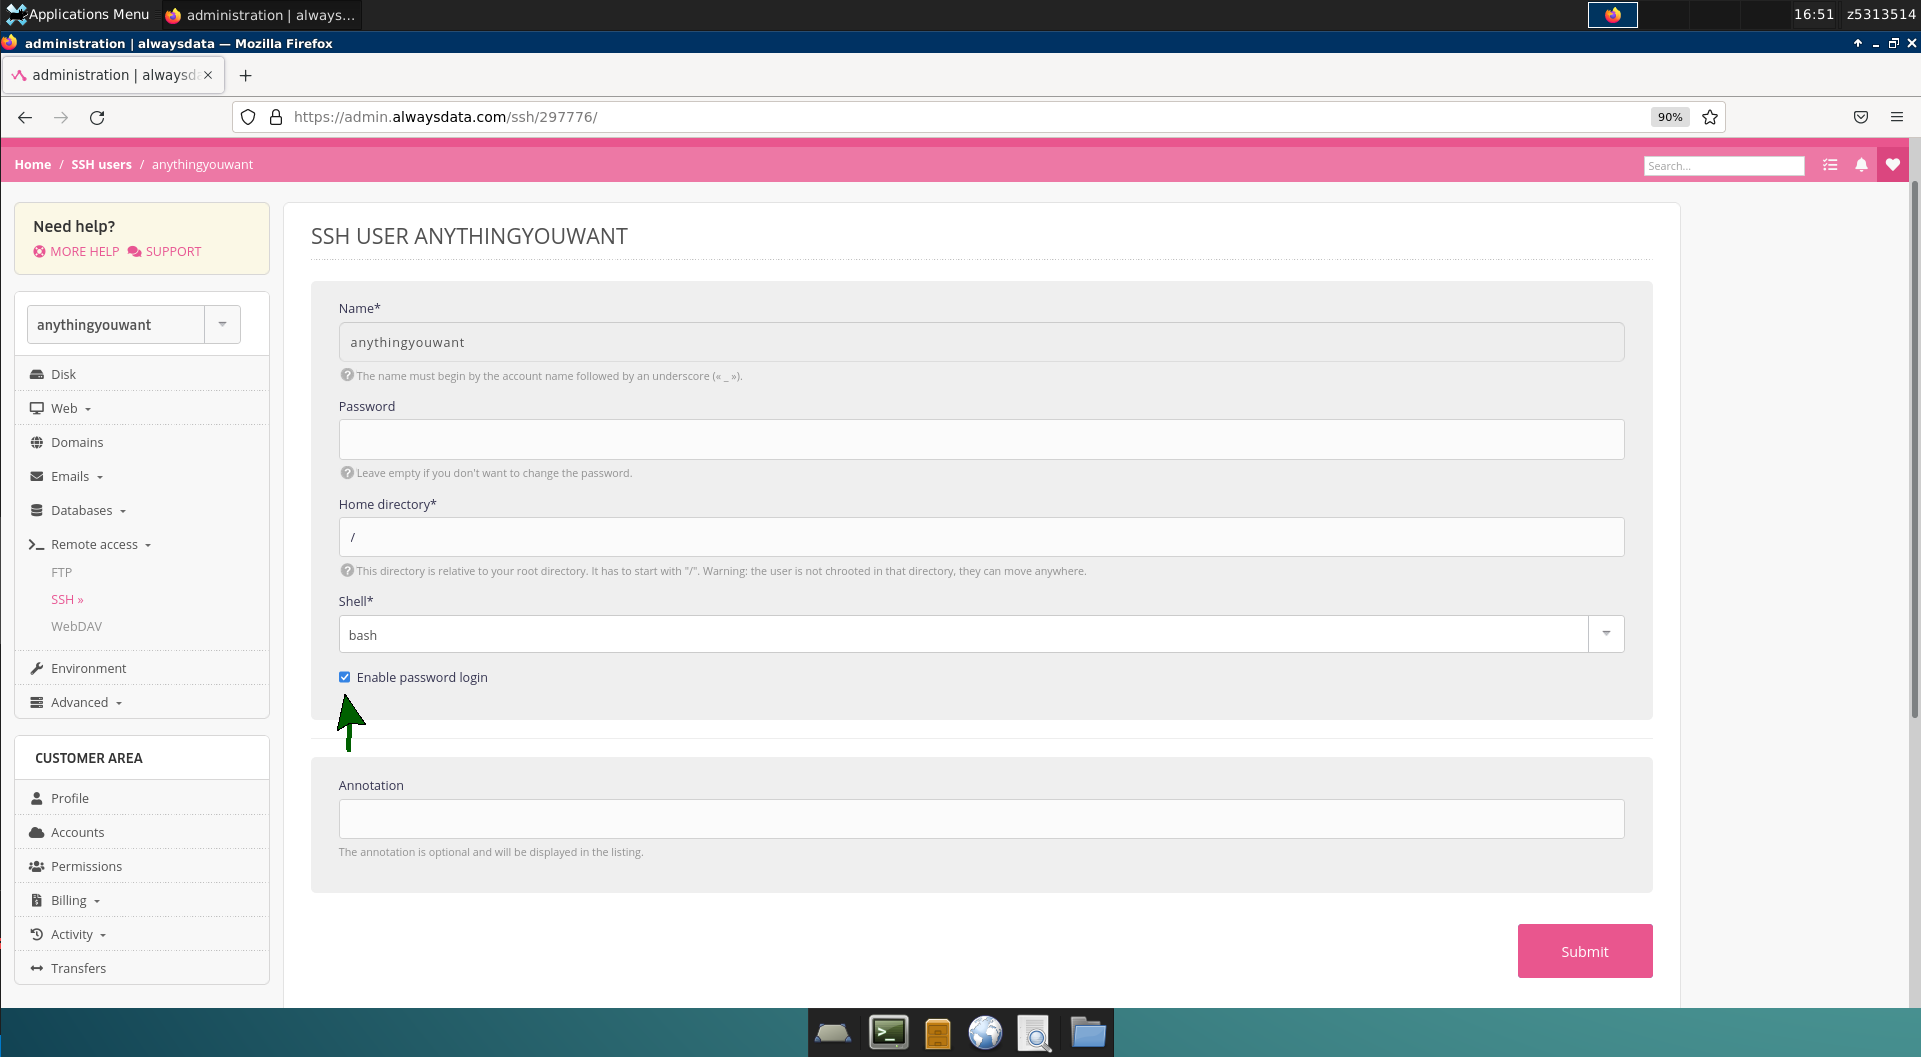 Applications Menu administration | always... 16:51 z5313514
administration | alwaysdata — Mozilla Firefox
administration | alwaysd
https://admin.alwaysdata.com/ssh/297776/ 90%
Home / SSH users / anythingyouwant Search...
Need help?
MORE HELP SUPPORT
anythingyouwant
Disk
Web
Domains
Emails
Databases
Remote access
FTP
SSH »
WebDAV
Environment
Advanced
CUSTOMER AREA
Profile
Accounts
Permissions
Billing
Activity
Transfers
SSH USER ANYTHINGYOUWANT
Name*
anythingyouwant
The name must begin by the account name followed by an underscore (« _ »).
Password
Leave empty if you don't want to change the password.
Home directory*
/
This directory is relative to your root directory. It has to start with "/". Warning: the user is not chrooted in that directory, they can move anywhere.
Shell*
bash
Enable password login
Annotation
The annotation is optional and will be displayed in the listing.
Submit